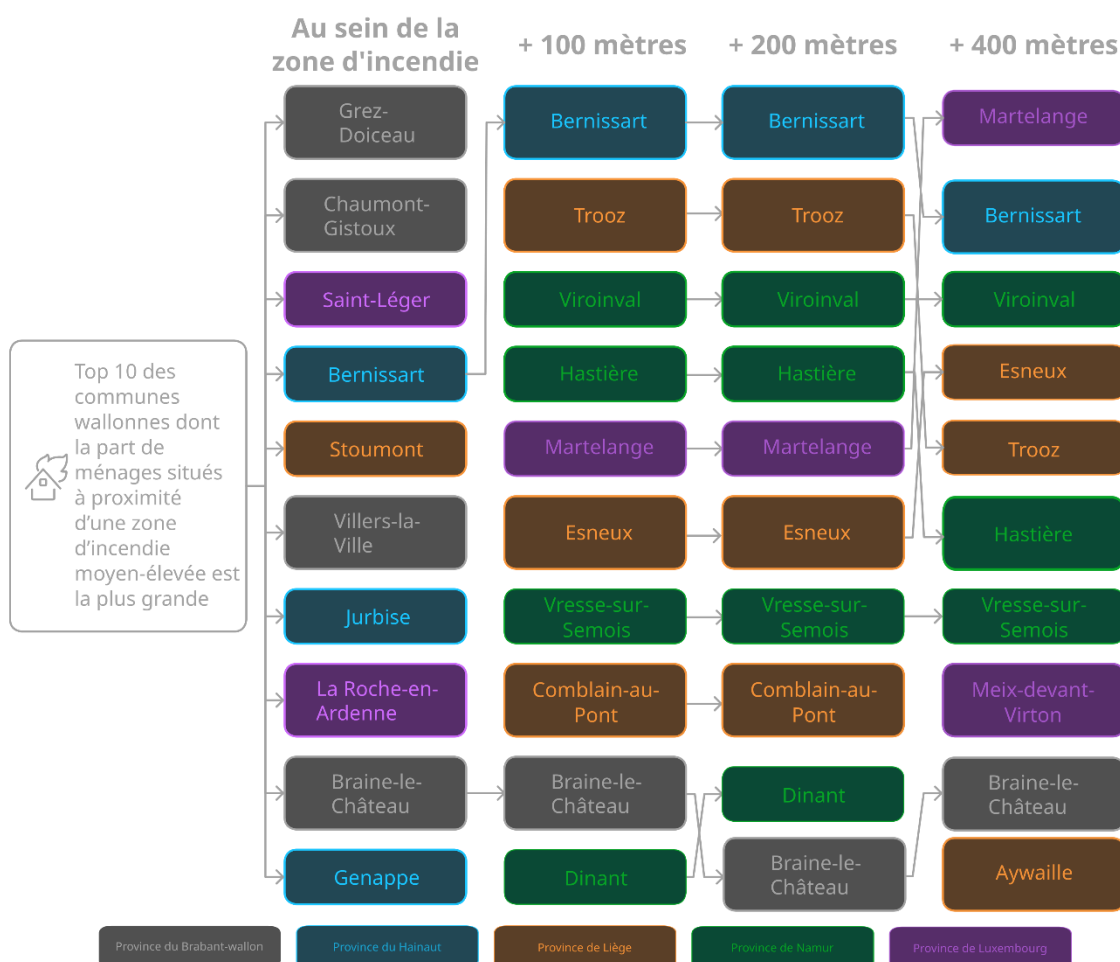 Au sein de la
zone d'incendie
+ 100 mètres
+ 200 mètres
+ 400 mètres
Top 10 des
communes
wallonnes dont
la part de
ménages situés
à proximité
d'une zone
d'incendie
moyen-élevée est
la plus grande
Grez-
Doiceau
Chaumont-
Gistoux
Saint-Léger
Bernissart
Stoumont
Villers-la-
Ville
Jurbise
La Roche-en-
Ardenne
Braine-le-
Château
Genappe
Bernissart
Trooz
Viroinval
Hastière
Martelange
Esneux
Vresse-sur-
Semois
Comblain-au-
Pont
Braine-le-
Château
Dinant
Bernissart
Trooz
Viroinval
Hastière
Martelange
Esneux
Vresse-sur-
Semois
Comblain-au-
Pont
Dinant
Braine-le-
Château
Martelange
Bernissart
Viroinval
Esneux
Trooz
Hastière
Vresse-sur-
Semois
Meix-devant-
Virton
Braine-le-
Château
Aywaille
Province du Brabant-wallon
Province du Hainaut
Province de Liège
Province de Namur
Province de Luxembourg